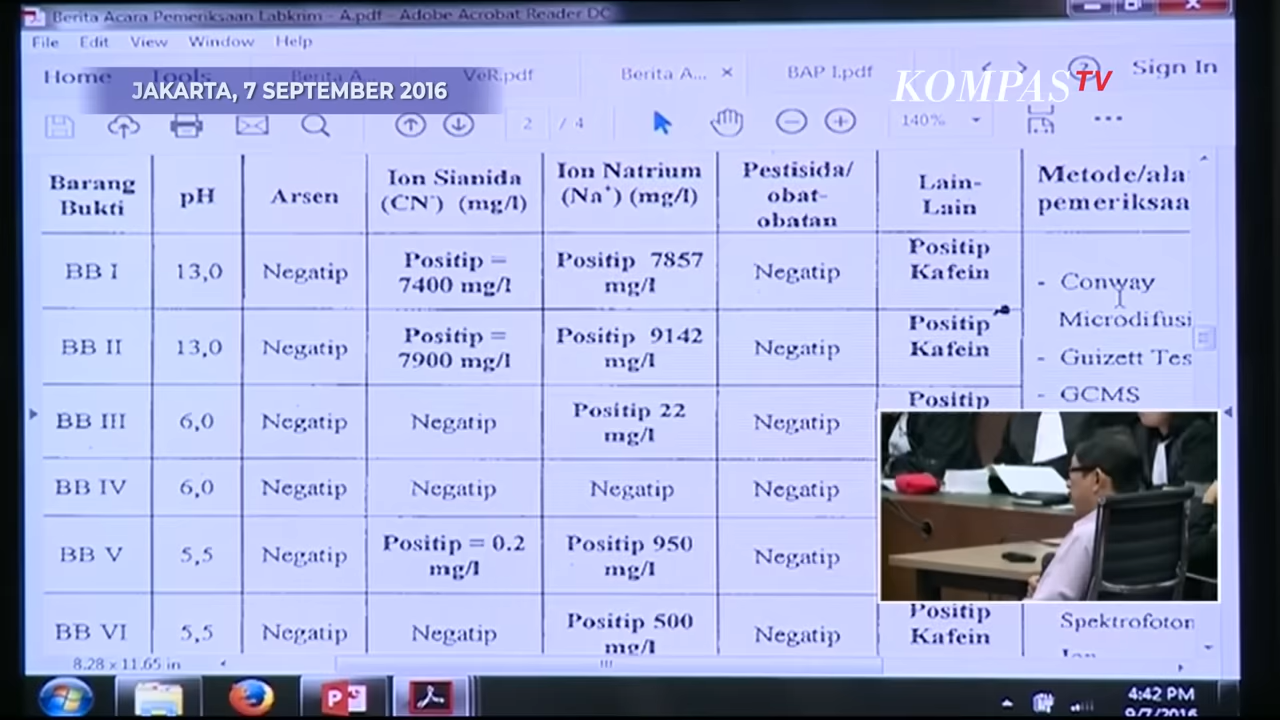 Berita Acara Pemeriksaan Labkrim - A.pdf - Adobe Acrobat Reader DC
File Edit View Window Help
Home Tools Berita A... VeR.pdf Berita A... × BAP I.pdf Sign In
JAKARTA, 7 SEPTEMBER 2016
KOMPAS TV
2 / 4 140%
Barang Bukti pH Arsen Ion Sianida (CN-) (mg/l) Ion Natrium (Na+) (mg/l) Pestisida/ obat-obatan Lain-Lain Metode/ala pemeriksaa
BB I 13,0 Negatip Positip = 7400 mg/l Positip 7857 mg/l Negatip Positip Kafein
- Conway
Microdifusi
BB II 13,0 Negatip Positip = 7900 mg/l Positip 9142 mg/l Negatip Positip Kafein
- Guizett Tes
- GCMS
BB III 6,0 Negatip Negatip Positip 22 mg/l Negatip Positip
BB IV 6,0 Negatip Negatip Negatip Negatip
BB V 5,5 Negatip Positip = 0.2 mg/l Positip 950 mg/l Negatip
BB VI 5,5 Negatip Negatip Positip 500 mg/l Negatip Positip Kafein
Spektrofoton
Ion
8.28 x 11.65 in
4:42 PM
9/7/2016